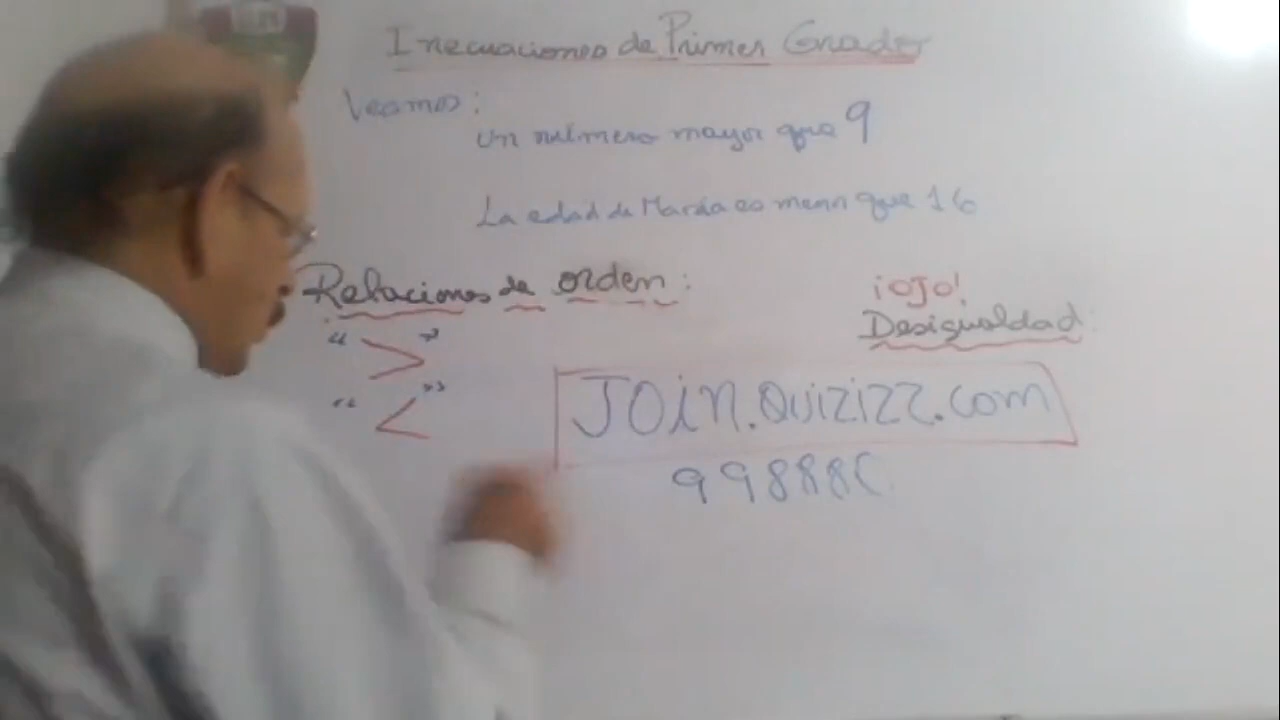 Inecuaciones de Primer Grado
Veamos:
un número mayor que 9
La edad de María es menor que 16
Relaciones de orden:
¡OJO!
Desigualdad:
“ > ”
“ < ”
JOin.Quizizz.com
99888